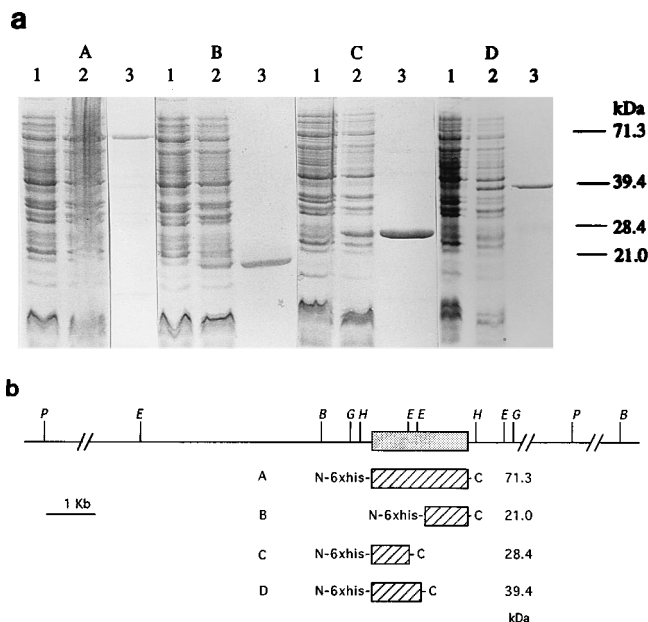 a
A B C D
1 2 3 1 2 3 1 2 3 1 2 3
kDa
71.3
39.4
28.4
21.0
b
P E B G H E E H E G P B
A N-6xhis- -C 71.3
1 Kb
B N-6xhis- -C 21.0
C N-6xhis- -C 28.4
D N-6xhis- -C 39.4
kDa